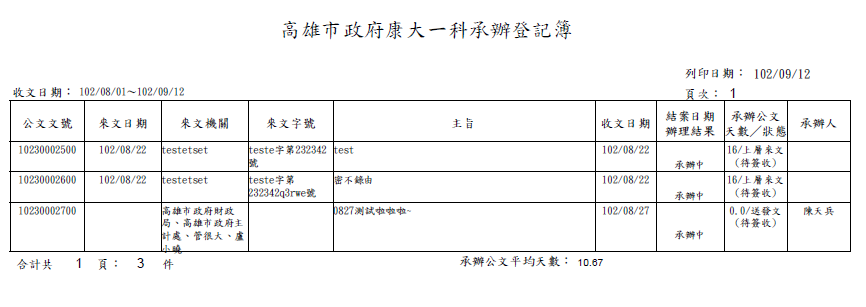 高雄市政府康大一科承辦登記簿
列印日期： 102/09/12
收文日期： 102/08/01～102/09/12
頁次： 1
公文文號 來文日期 來文機關 來文字號 主旨 收文日期 結案日期 承辦公文 承辦人
辦理結果 天數／狀態
10230002500 102/08/22 testetset teste字第232342 test 102/08/22 16/上層來文
號 承辦中 (待簽收)
10230002600 102/08/22 testetset teste字第 密不錄由 102/08/22 16/上層來文
232342q3rwe號 承辦中 (待簽收)
10230002700 高雄市政府財政 0827測試啦啦啦~ 102/08/27 0.0/送發文 陳天兵
局、高雄市政府主 (待簽收)
計處、管很大、盧 承辦中
小曉
合計共 1 頁： 3 件 承辦公文平均天數： 10.67